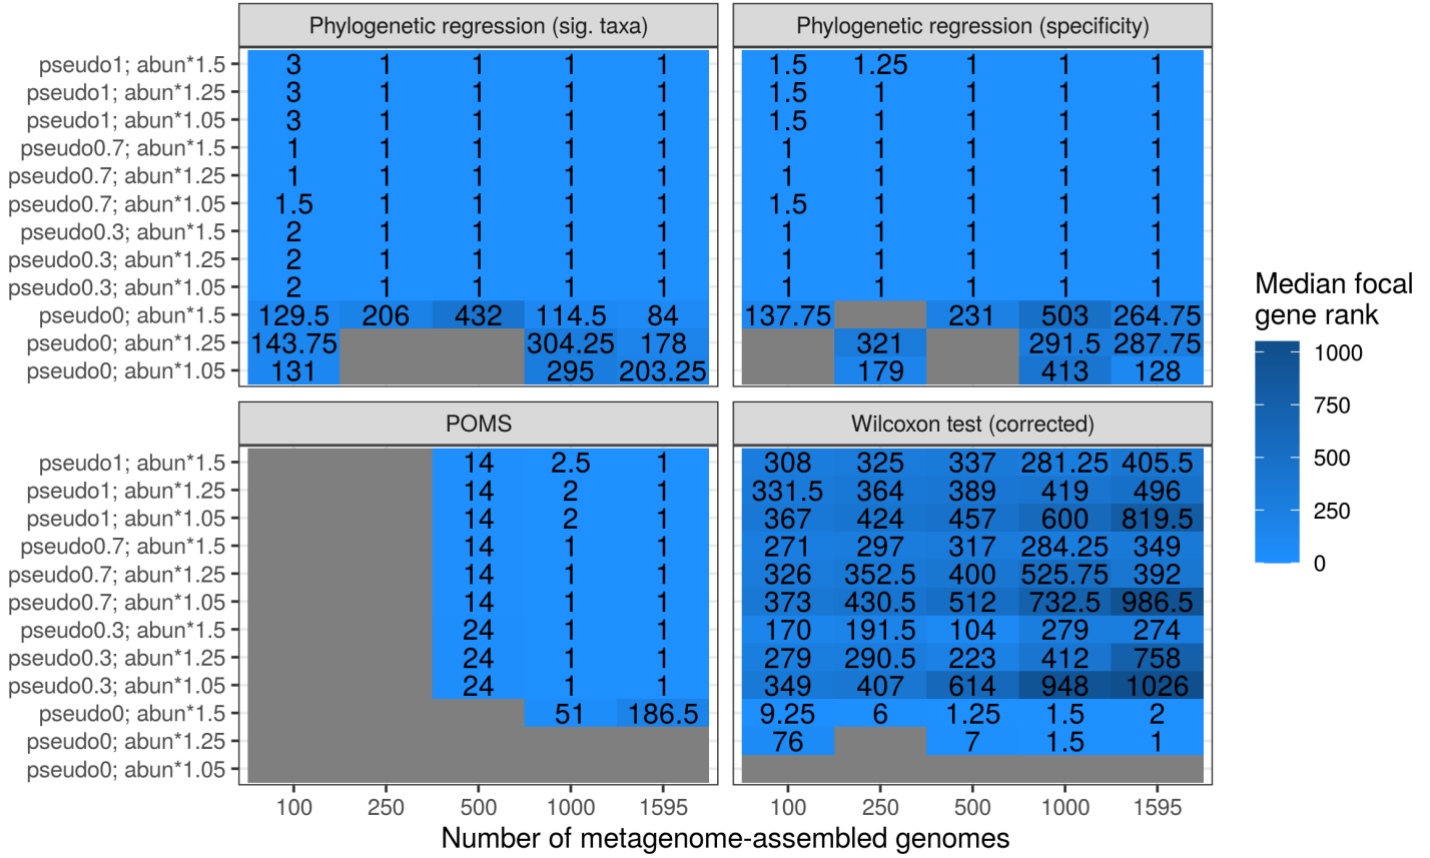 Phylogenetic regression (sig. taxa)
Phylogenetic regression (specificity)
pseudo1; abun*1.5 3 1 1 1 1 1.5 1.25 1 1 1
pseudo1; abun*1.25 3 1 1 1 1 1.5 1 1 1 1
pseudo1; abun*1.05 3 1 1 1 1 1.5 1 1 1 1
pseudo0.7; abun*1.5 1 1 1 1 1 1 1 1 1 1
pseudo0.7; abun*1.25 1 1 1 1 1 1 1 1 1 1
pseudo0.7; abun*1.05 1.5 1 1 1 1 1.5 1 1 1 1
pseudo0.3; abun*1.5 2 1 1 1 1 1 1 1 1 1
pseudo0.3; abun*1.25 2 1 1 1 1 1 1 1 1 1
pseudo0.3; abun*1.05 2 1 1 1 1 1 1 1 1 1
pseudo0; abun*1.5 129.5 206 432 114.5 84 137.75 231 503 264.75
pseudo0; abun*1.25 143.75 304.25 178 321 291.5 287.75
pseudo0; abun*1.05 131 295 203.25 179 413 128
POMS
Wilcoxon test (corrected)
pseudo1; abun*1.5 14 2.5 1 308 325 337 281.25 405.5
pseudo1; abun*1.25 14 2 1 331.5 364 389 419 496
pseudo1; abun*1.05 14 2 1 367 424 457 600 819.5
pseudo0.7; abun*1.5 14 1 1 271 297 317 284.25 349
pseudo0.7; abun*1.25 14 1 1 326 352.5 400 525.75 392
pseudo0.7; abun*1.05 14 1 1 373 430.5 512 732.5 986.5
pseudo0.3; abun*1.5 24 1 1 170 191.5 104 279 274
pseudo0.3; abun*1.25 24 1 1 279 290.5 223 412 758
pseudo0.3; abun*1.05 24 1 1 349 407 614 948 1026
pseudo0; abun*1.5 51 186.5 9.25 6 1.25 1.5 2
pseudo0; abun*1.25 76 7 1.5 1
pseudo0; abun*1.05
100 250 500 1000 1595 100 250 500 1000 1595
Number of metagenome-assembled genomes
Median focal
gene rank
1000
750
500
250
0